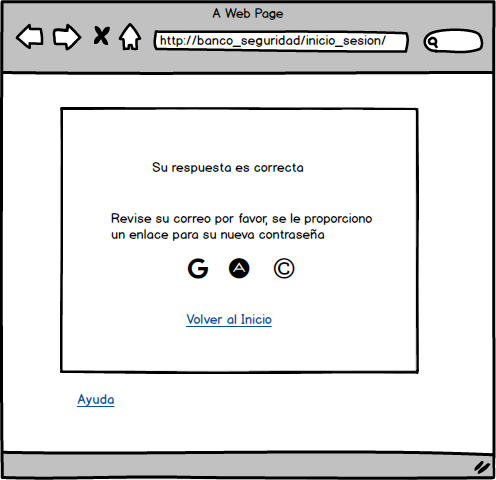 A Web Page
http://banco_seguridad/inicio_sesion/
Su respuesta es correcta
Revise su correo por favor, se le proporciono
un enlace para su nueva contraseña
G A ©
Volver al Inicio
Ayuda